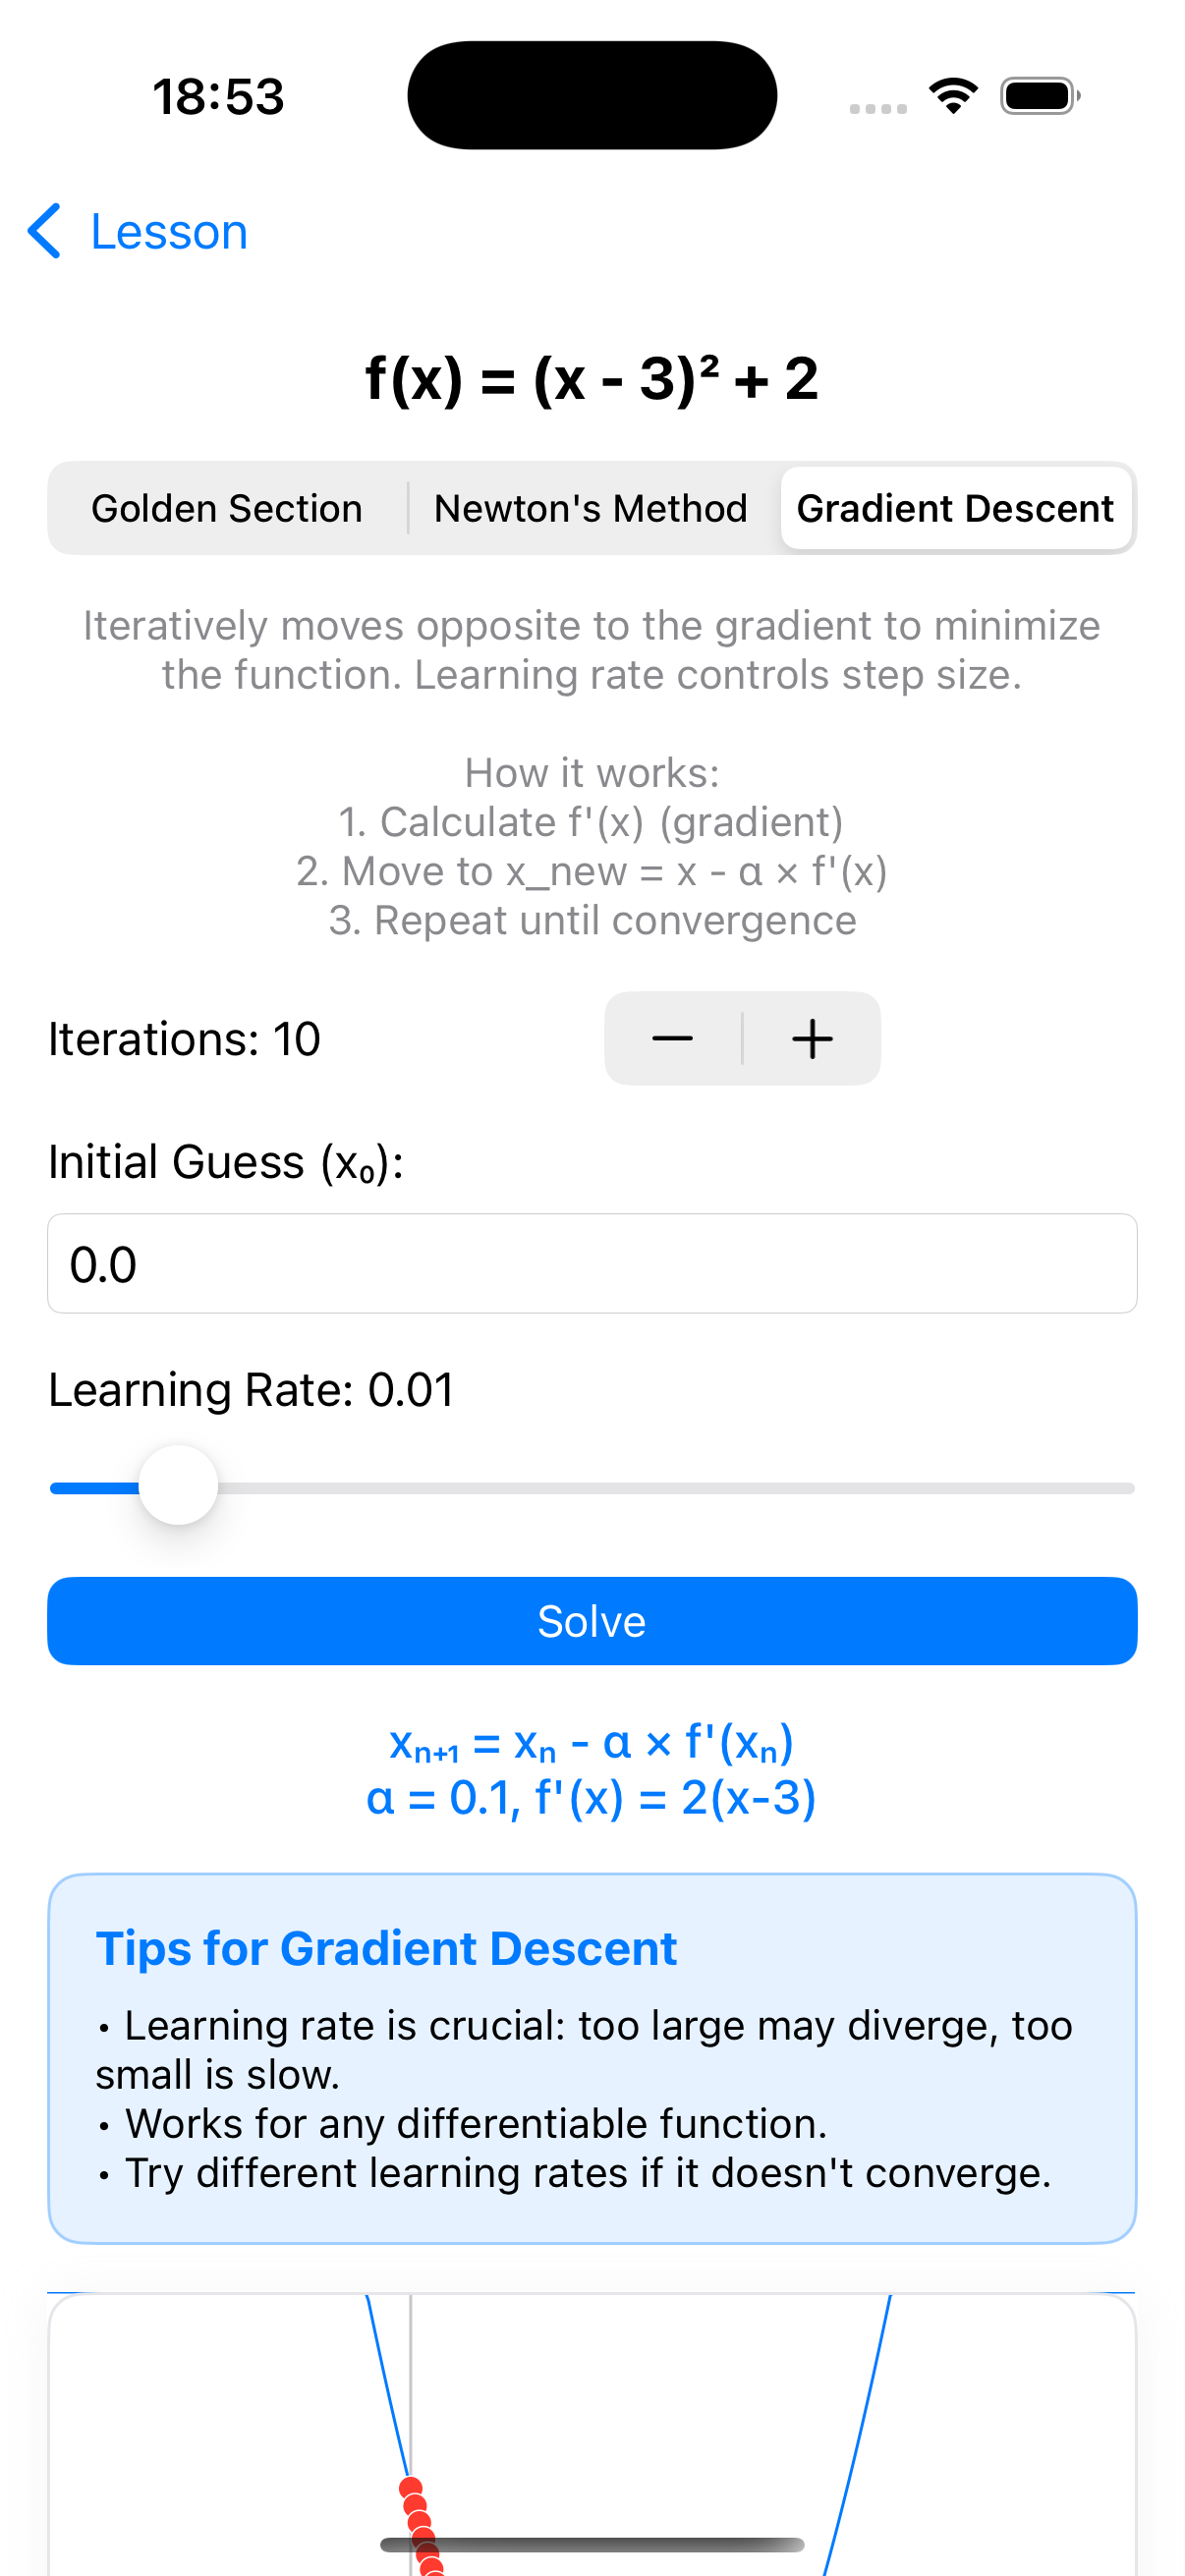 18:53
Lesson
f(x) = (x - 3)² + 2
Golden Section
Newton's Method
Gradient Descent
Iteratively moves opposite to the gradient to minimize
the function. Learning rate controls step size.
How it works:
1. Calculate f'(x) (gradient)
2. Move to x_new = x - α × f'(x)
3. Repeat until convergence
Iterations: 10
− +
Initial Guess (x₀):
0.0
Learning Rate: 0.01
Solve
xₙ₊₁ = xₙ - α × f'(xₙ)
α = 0.1, f'(x) = 2(x-3)
Tips for Gradient Descent
• Learning rate is crucial: too large may diverge, too
small is slow.
• Works for any differentiable function.
• Try different learning rates if it doesn't converge.